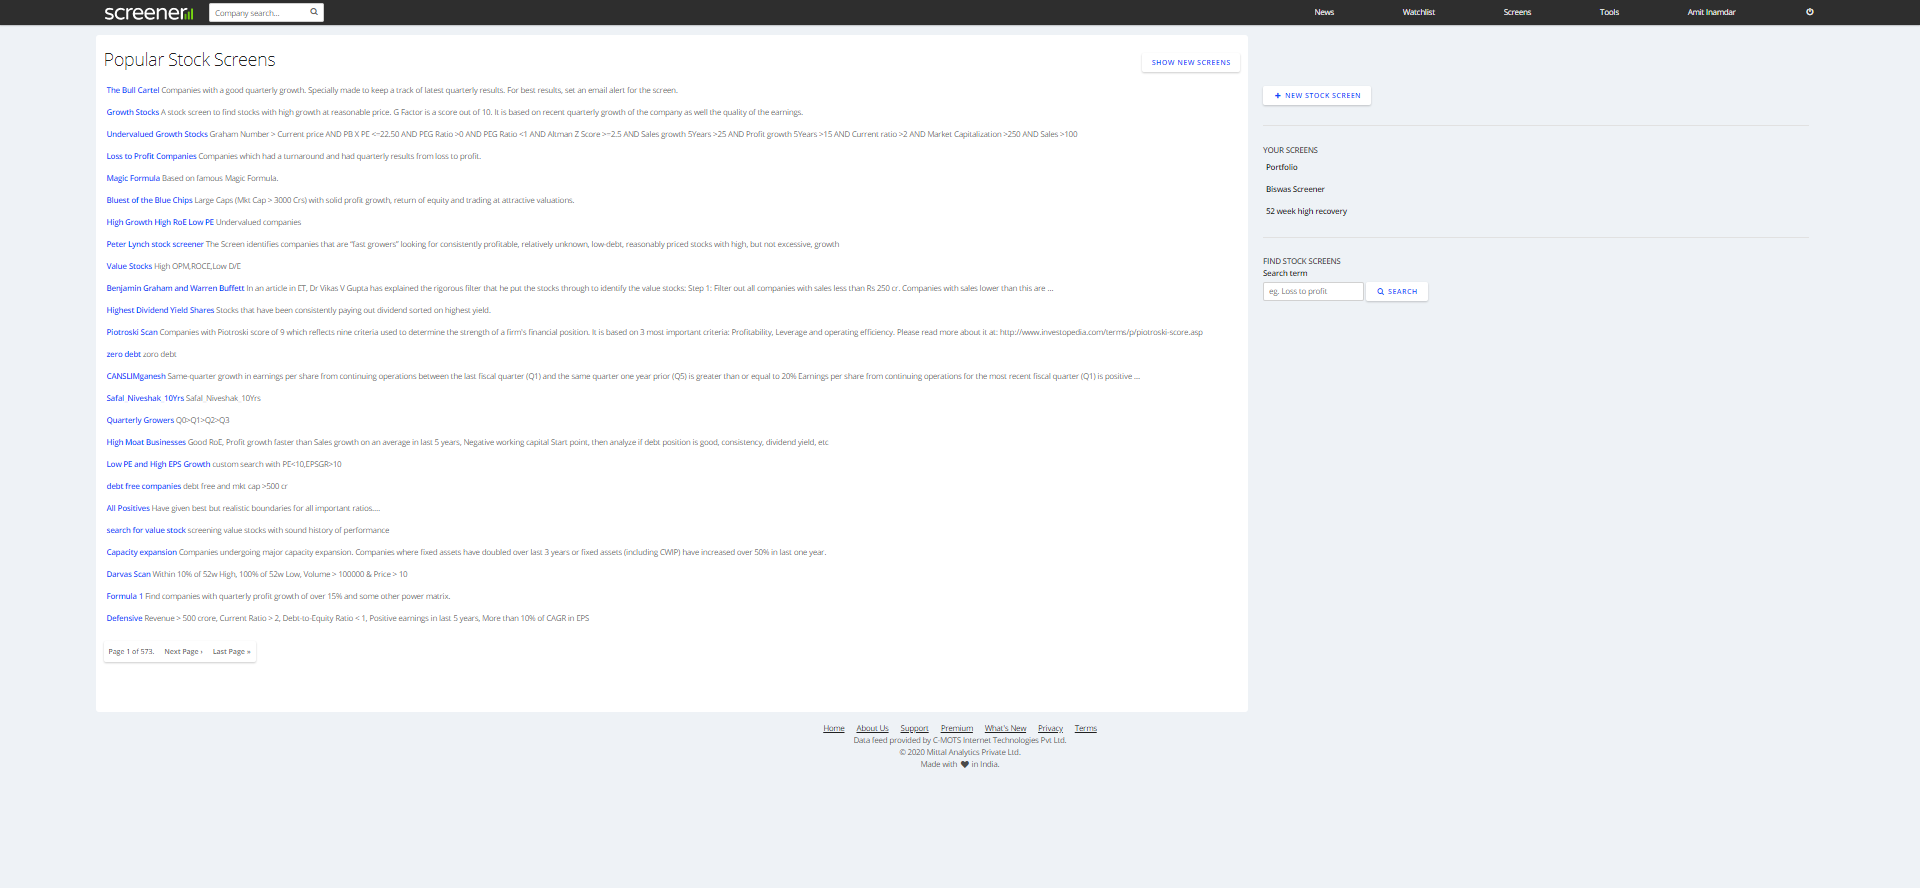 screener
Company search...
News
Watchlist
Screens
Tools
Amit Inamdar
Popular Stock Screens
SHOW NEW SCREENS
The Bull Cartel Companies with a good quarterly growth. Specially made to keep a track of latest quarterly results. For best results, set an email alert for the screen.
Growth Stocks A stock screen to find stocks with high growth at reasonable price. G Factor is a score out of 10. It is based on recent quarterly growth of the company as well the quality of the earnings.
Undervalued Growth Stocks Graham Number > Current price AND PB X PE <=22.50 AND PEG Ratio >0 AND PEG Ratio <1 AND Altman Z Score >=2.5 AND Sales growth 5Years >25 AND Profit growth 5Years >15 AND Current ratio >2 AND Market Capitalization >250 AND Sales >100
Loss to Profit Companies Companies which had a turnaround and had quarterly results from loss to profit.
Magic Formula Based on famous Magic Formula.
Bluest of the Blue Chips Large Caps (Mkt Cap > 3000 Crs) with solid profit growth, return of equity and trading at attractive valuations.
High Growth High RoE Low PE Undervalued companies
Peter Lynch stock screener The Screen identifies companies that are "fast growers" looking for consistently profitable, relatively unknown, low-debt, reasonably priced stocks with high, but not excessive, growth
Value Stocks High OPM,ROCE,Low D/E
Benjamin Graham and Warren Buffett In an article in ET, Dr Vikas V Gupta has explained the rigorous filter that he put the stocks through to identify the value stocks: Step 1: Filter out all companies with sales less than Rs 250 cr. Companies with sales lower than this are ...
Highest Dividend Yield Shares Stocks that have been consistently paying out dividend sorted on highest yield.
Piotroski Scan Companies with Piotroski score of 9 which reflects nine criteria used to determine the strength of a firm's financial position. It is based on 3 most important criteria: Profitability, Leverage and operating efficiency. Please read more about it at: http://www.investopedia.com/terms/p/piotroski-score.asp
zero debt zoro debt
CANSLIMganesh Same-quarter growth in earnings per share from continuing operations between the last fiscal quarter (Q1) and the same quarter one year prior (Q5) is greater than or equal to 20% Earnings per share from continuing operations for the most recent fiscal quarter (Q1) is positive ...
Safal_Niveshak_10Yrs Safal_Niveshak_10Yrs
Quarterly Growers Q0>Q1>Q2>Q3
High Moat Businesses Good RoE, Profit growth faster than Sales growth on an average in last 5 years, Negative working capital Start point, then analyze if debt position is good, consistency, dividend yield, etc
Low PE and High EPS Growth custom search with PE<10,EPSGR>10
debt free companies debt free and mkt cap >500 cr
All Positives Have given best but realistic boundaries for all important ratios....
search for value stock screening value stocks with sound history of performance
Capacity expansion Companies undergoing major capacity expansion. Companies where fixed assets have doubled over last 3 years or fixed assets (including CWIP) have increased over 50% in last one year.
Darvas Scan Within 10% of 52w High, 100% of 52w Low, Volume > 100000 & Price > 10
Formula 1 Find companies with quarterly profit growth of over 15% and some other power matrix.
Defensive Revenue > 500 crore, Current Ratio > 2, Debt-to-Equity Ratio < 1, Positive earnings in last 5 years, More than 10% of CAGR in EPS
Page 1 of 573. Next Page › Last Page »
+ NEW STOCK SCREEN
YOUR SCREENS
Portfolio
Biswas Screener
52 week high recovery
FIND STOCK SCREENS
Search term
eg. Loss to profit
SEARCH
Home About Us Support Premium What's New Privacy Terms
Data feed provided by C-MOTS Internet Technologies Pvt Ltd.
© 2020 Mittal Analytics Private Ltd.
Made with ♥ in India.